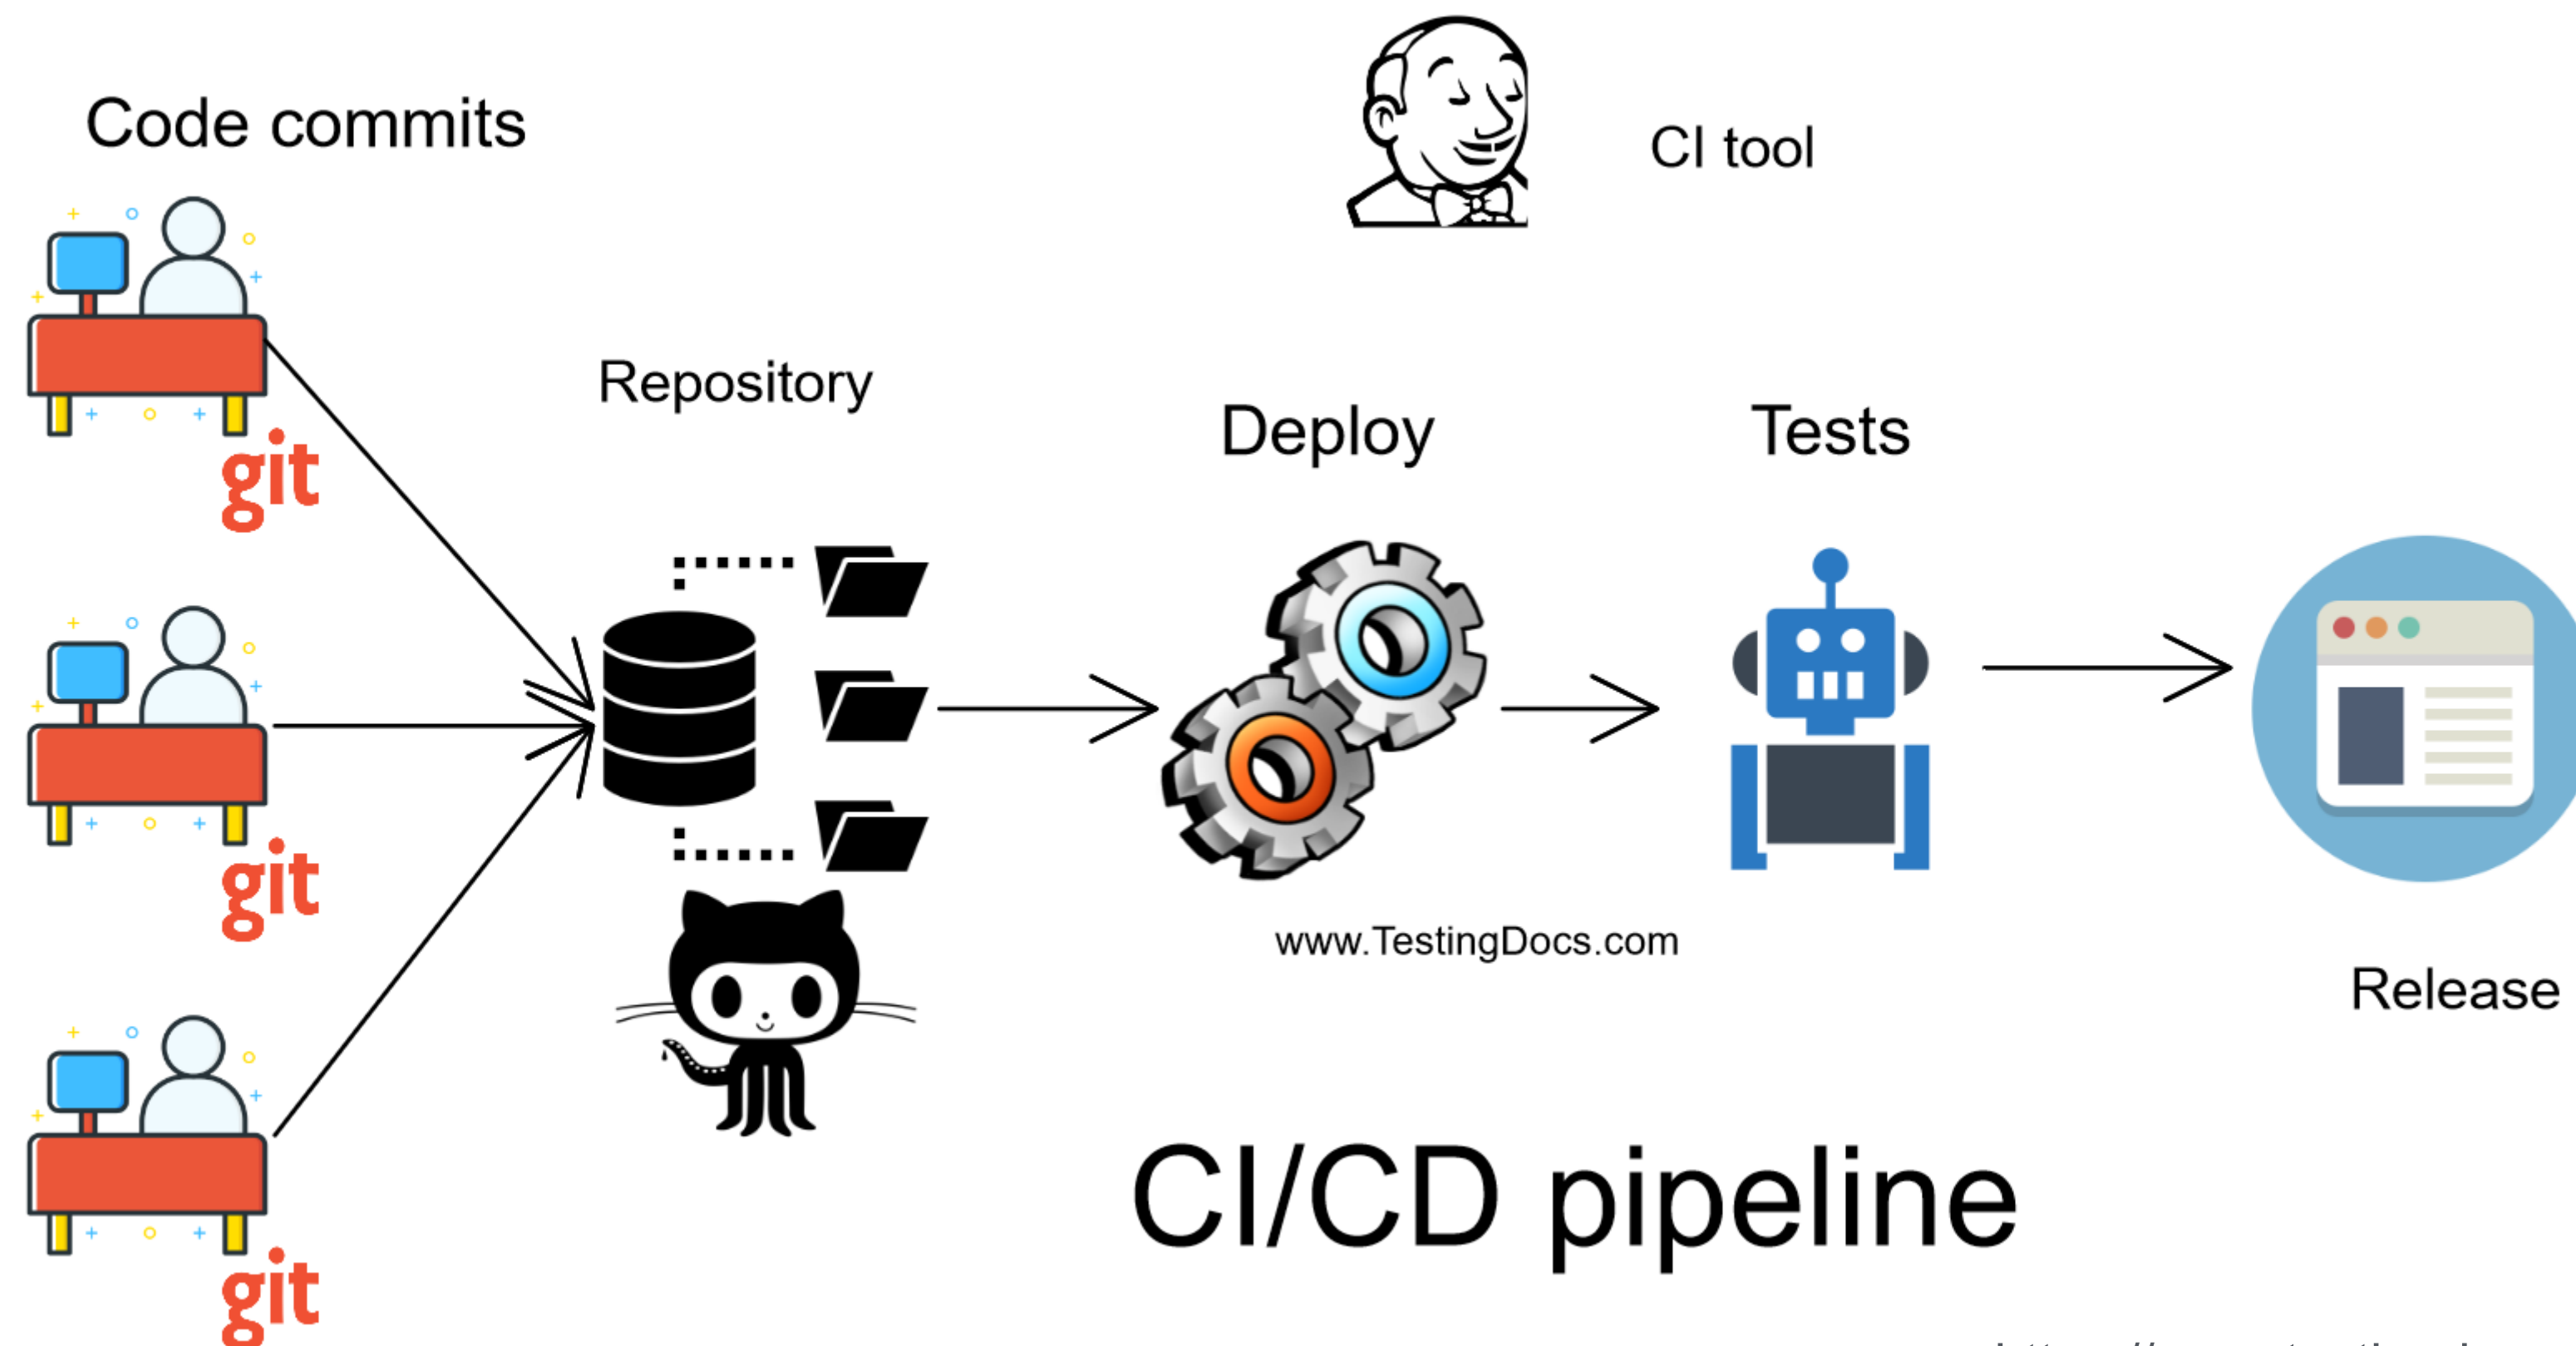 Code commits
CI tool
Repository
Deploy
Tests
git
git
www.TestingDocs.com
Release
CI/CD pipeline
git